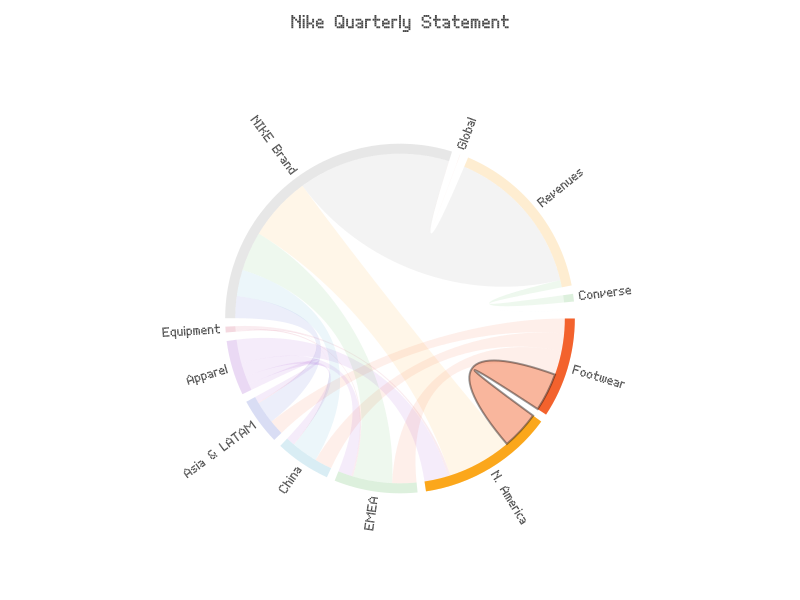 Nike Quarterly Statement
Global
NIKE Brand
Revenues
Converse
Equipment
Footwear
Apparel
Asia & LATAM
China
N. America
EMEA